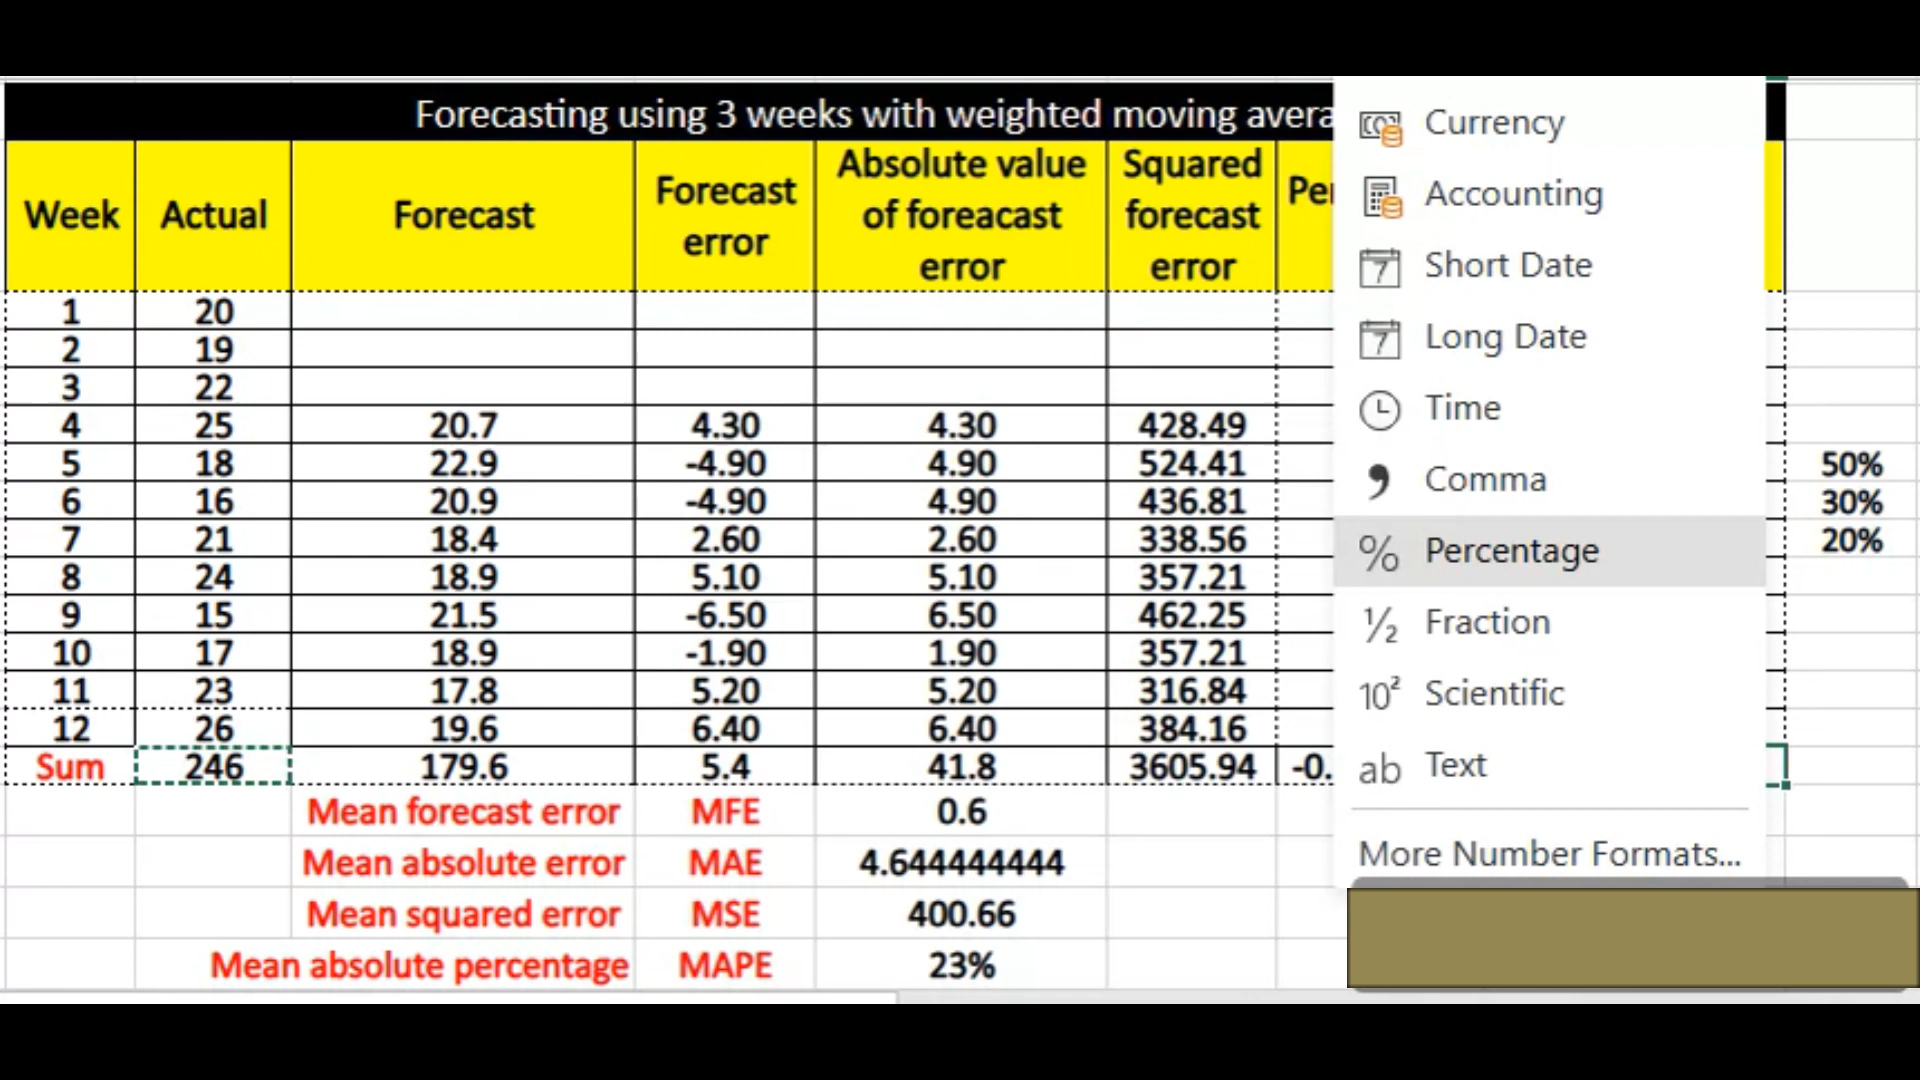 Forecasting using 3 weeks with weighted moving avera
Week Actual Forecast Forecast error Absolute value of foreacast error Squared forecast error Per
1 20
2 19
3 22
4 25 20.7 4.30 4.30 428.49
5 18 22.9 -4.90 4.90 524.41 50%
6 16 20.9 -4.90 4.90 436.81 30%
7 21 18.4 2.60 2.60 338.56 20%
8 24 18.9 5.10 5.10 357.21
9 15 21.5 -6.50 6.50 462.25
10 17 18.9 -1.90 1.90 357.21
11 23 17.8 5.20 5.20 316.84
12 26 19.6 6.40 6.40 384.16
Sum 246 179.6 5.4 41.8 3605.94 -0.
Mean forecast error MFE 0.6
Mean absolute error MAE 4.644444444
Mean squared error MSE 400.66
Mean absolute percentage MAPE 23%
Currency
Accounting
7 Short Date
7 Long Date
Time
Comma
% Percentage
½ Fraction
10² Scientific
ab Text
More Number Formats...